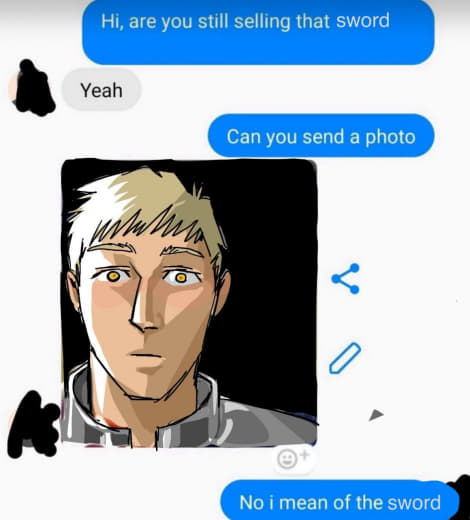 Hi, are you still selling that sword
Yeah
Can you send a photo
No i mean of the sword